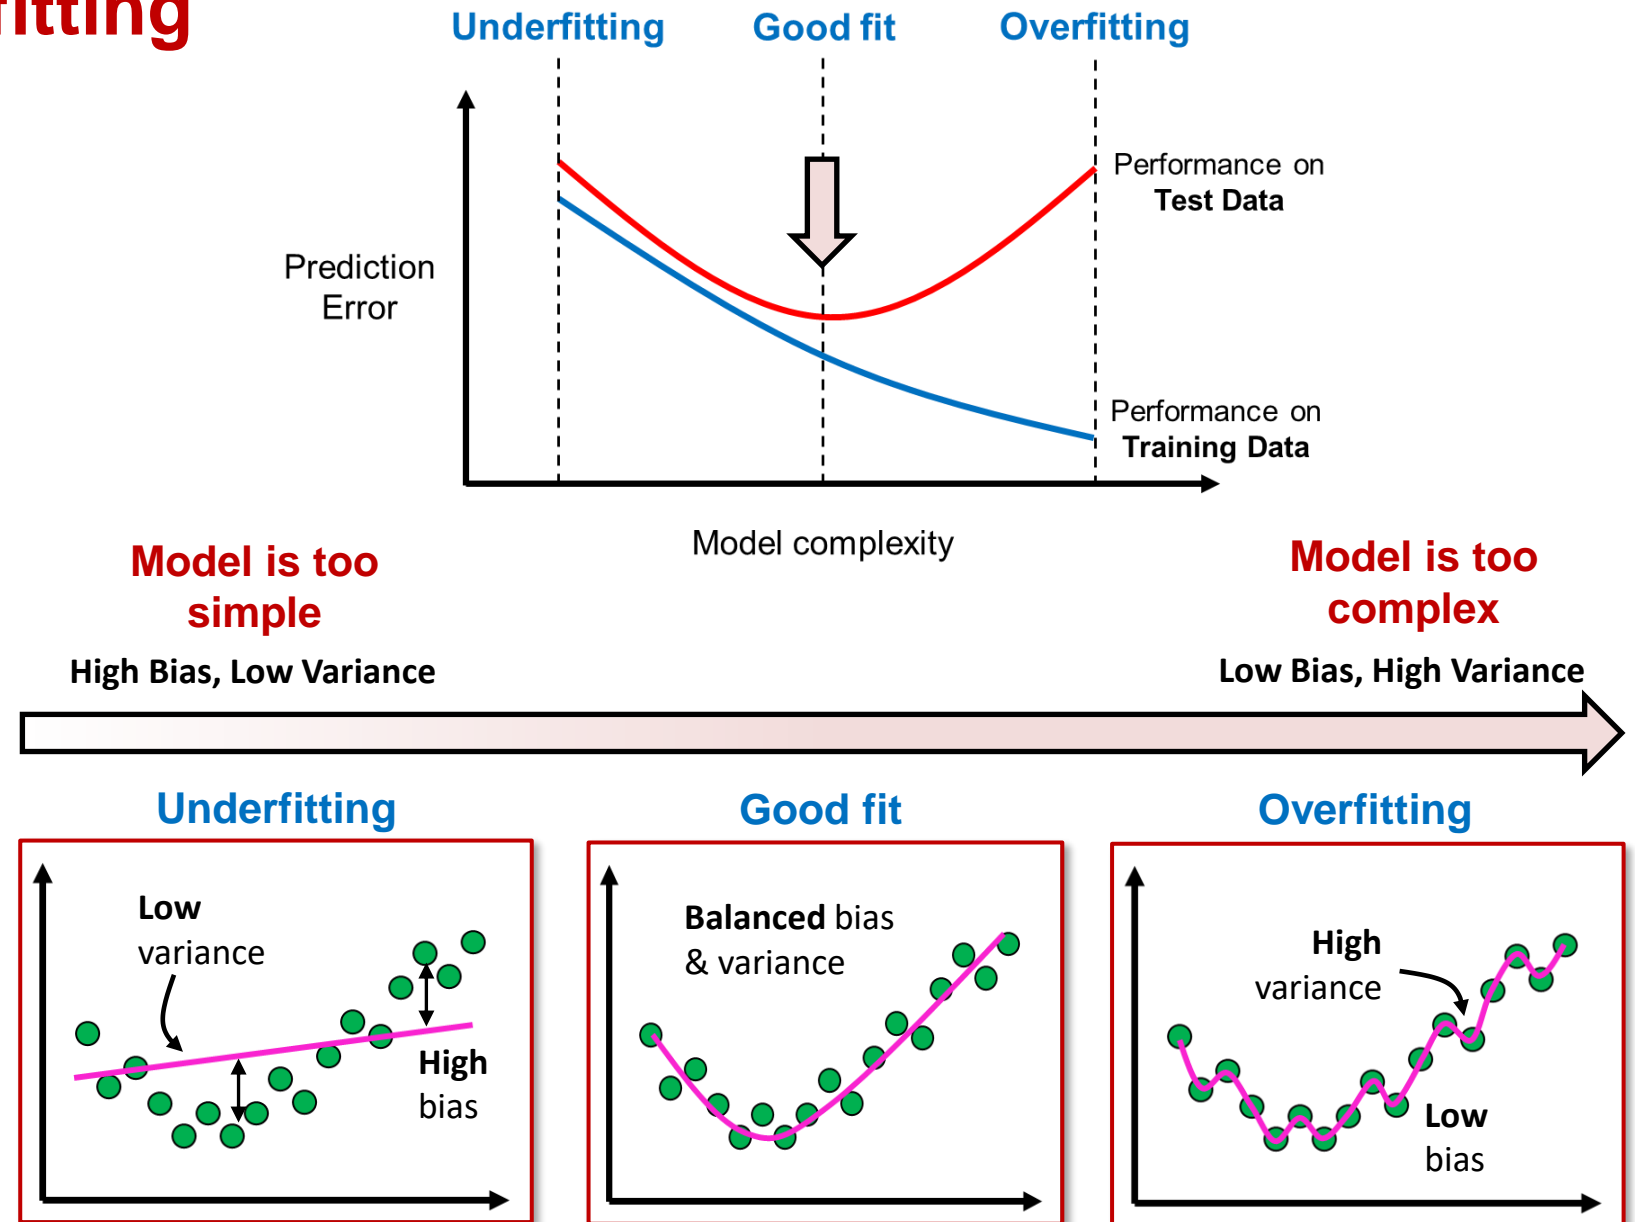 fitting
Underfitting
Good fit
Overfitting
Performance on
Test Data
Prediction
Error
Performance on
Training Data
Model complexity
Model is too
simple
Model is too
complex
High Bias, Low Variance
Low Bias, High Variance
Underfitting
Good fit
Overfitting
Low
variance
High
bias
Balanced bias
& variance
High
variance
Low
bias